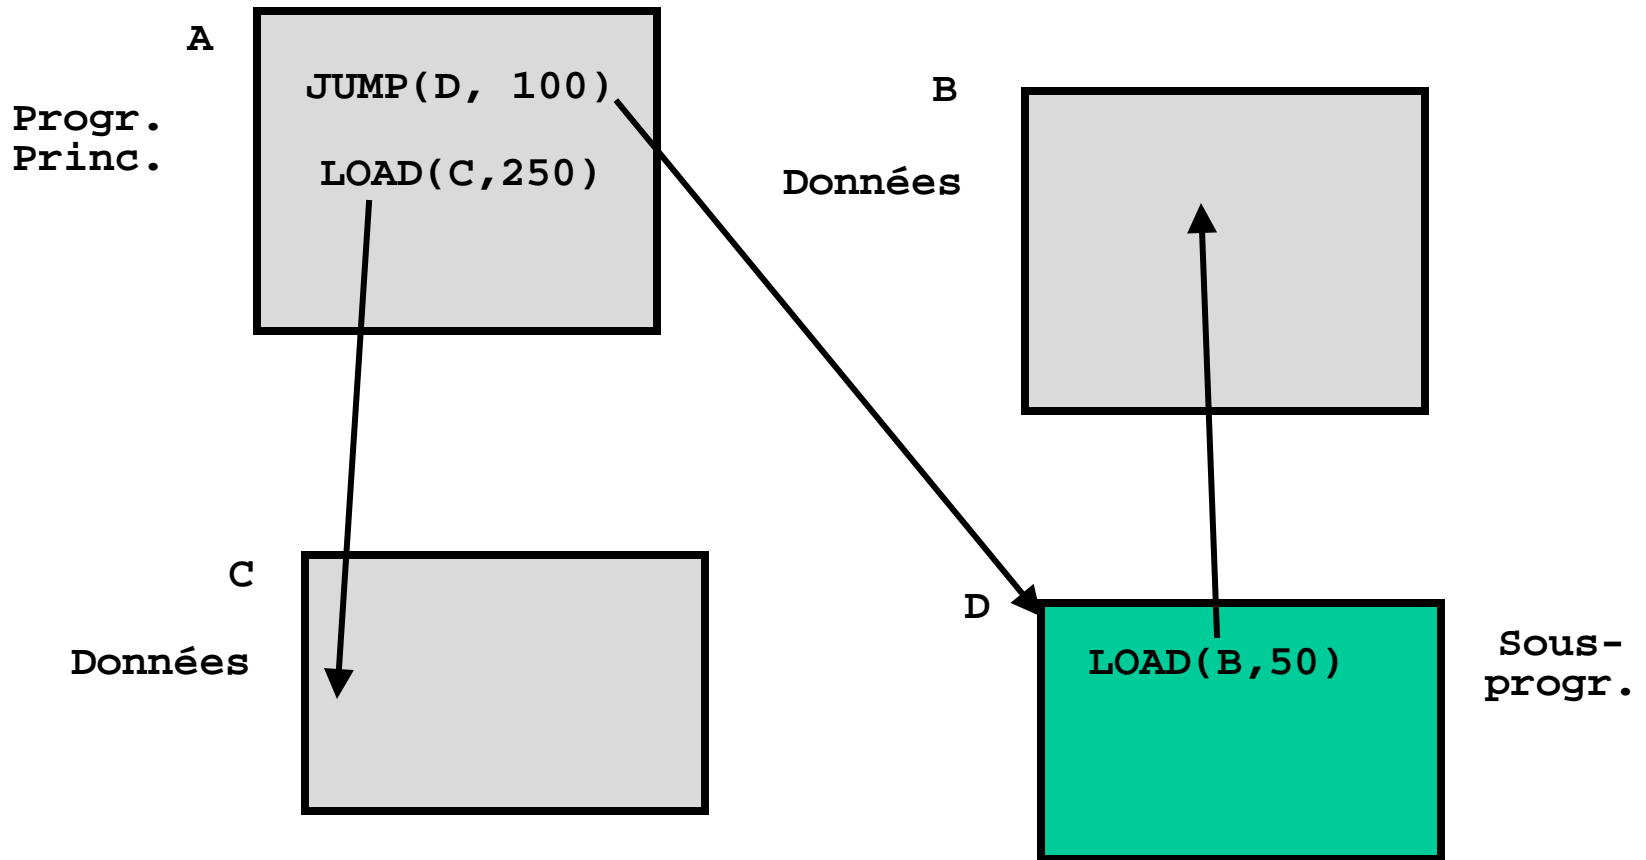 A
Progr.
Princ.
JUMP(D, 100)
LOAD(C,250)
B
Données
C
Données
D
LOAD(B,50)
Sous-
progr.